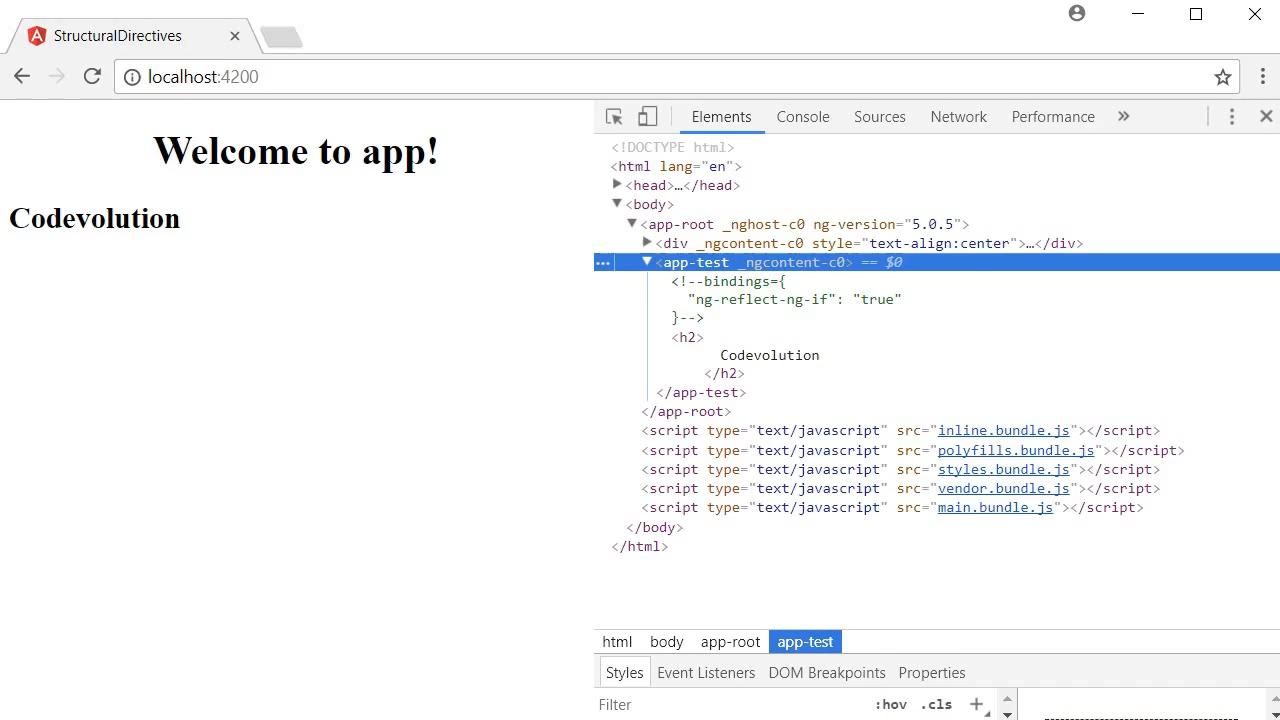 StructuralDirectives
localhost:4200
Welcome to app!
Codevolution
Elements Console Sources Network Performance »
<!DOCTYPE html>
<html lang="en">
<head>…</head>
<body>
<app-root _nghost-c0 ng-version="5.0.5">
<div _ngcontent-c0 style="text-align:center">…</div>
<app-test _ngcontent-c0> == $0
<!--bindings={
"ng-reflect-ng-if": "true"
}-->
<h2>
Codevolution
</h2>
</app-test>
</app-root>
<script type="text/javascript" src="inline.bundle.js"></script>
<script type="text/javascript" src="polyfills.bundle.js"></script>
<script type="text/javascript" src="styles.bundle.js"></script>
<script type="text/javascript" src="vendor.bundle.js"></script>
<script type="text/javascript" src="main.bundle.js"></script>
</body>
</html>
html body app-root app-test
Styles Event Listeners DOM Breakpoints Properties
Filter :hov .cls +